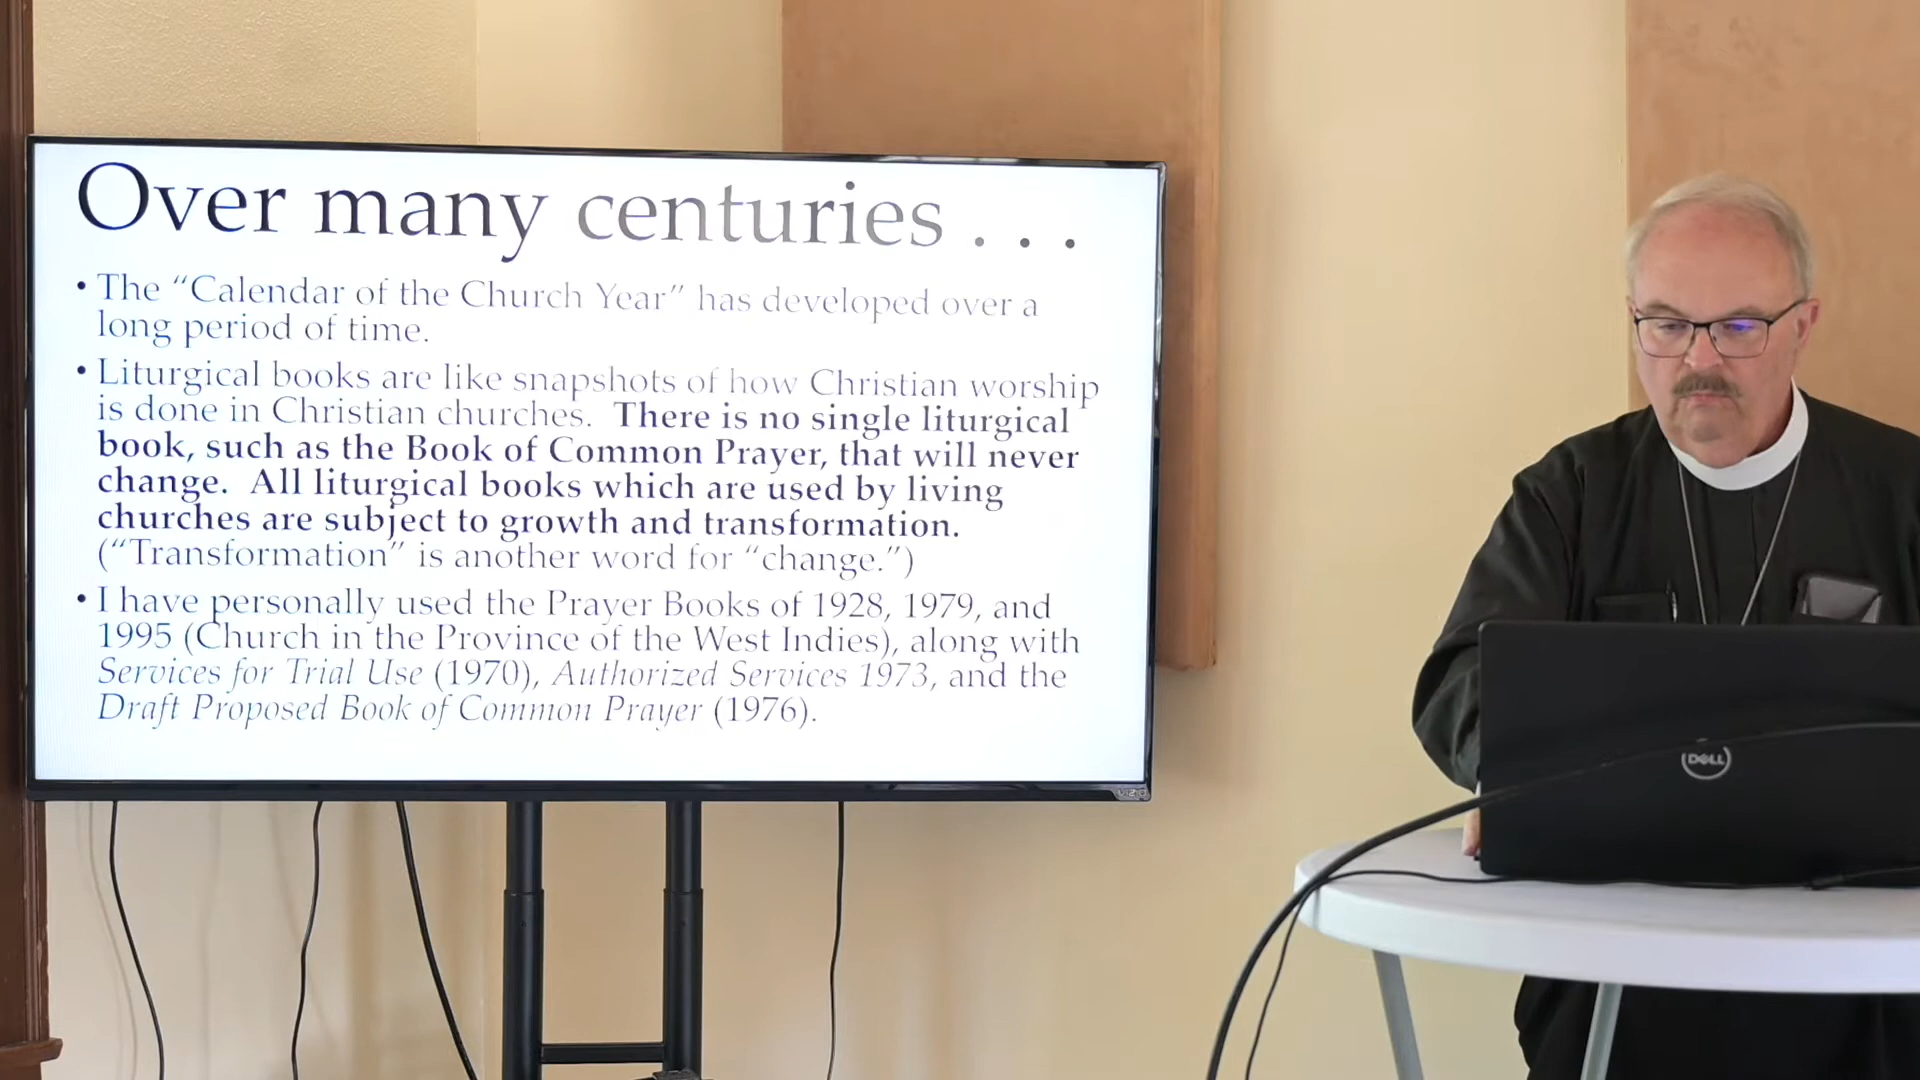 Over many centuries . . .
• The “Calendar of the Church Year” has developed over a
long period of time.
• Liturgical books are like snapshots of how Christian worship
is done in Christian churches. There is no single liturgical
book, such as the Book of Common Prayer, that will never
change. All liturgical books which are used by living
churches are subject to growth and transformation.
(“Transformation” is another word for “change.”)
• I have personally used the Prayer Books of 1928, 1979, and
1995 (Church in the Province of the West Indies), along with
Services for Trial Use (1970), Authorized Services 1973, and the
Draft Proposed Book of Common Prayer (1976).
VIZIO
DELL